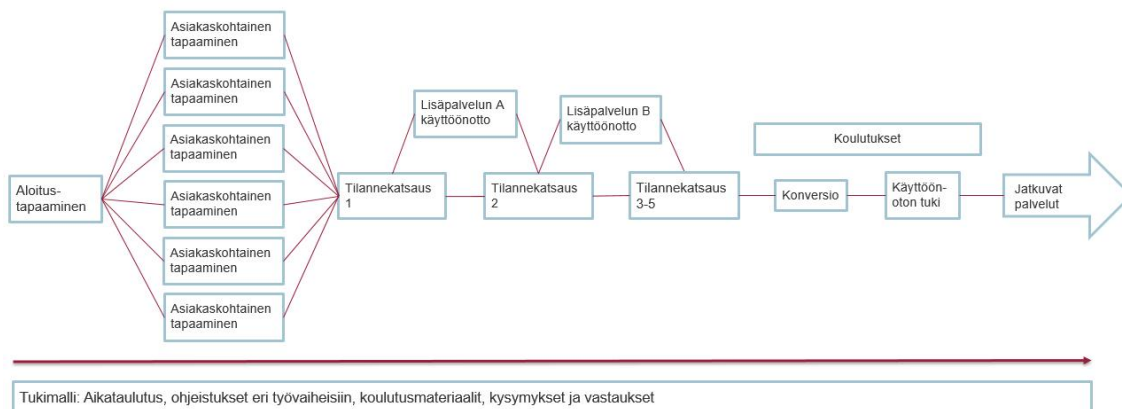 Aloitus-
tapaaminen
Asiakaskohtainen
tapaaminen
Asiakaskohtainen
tapaaminen
Asiakaskohtainen
tapaaminen
Asiakaskohtainen
tapaaminen
Asiakaskohtainen
tapaaminen
Asiakaskohtainen
tapaaminen
Tilannekatsaus
1
Lisäpalvelun A
käyttöönotto
Tilannekatsaus
2
Lisäpalvelun B
käyttöönotto
Tilannekatsaus
3-5
Koulutukset
Konversio
Käyttöön-
oton tuki
Jatkuvat
palvelut
Tukimalli: Aikataulutus, ohjeistukset eri työvaiheisiin, koulutusmateriaalit, kysymykset ja vastaukset